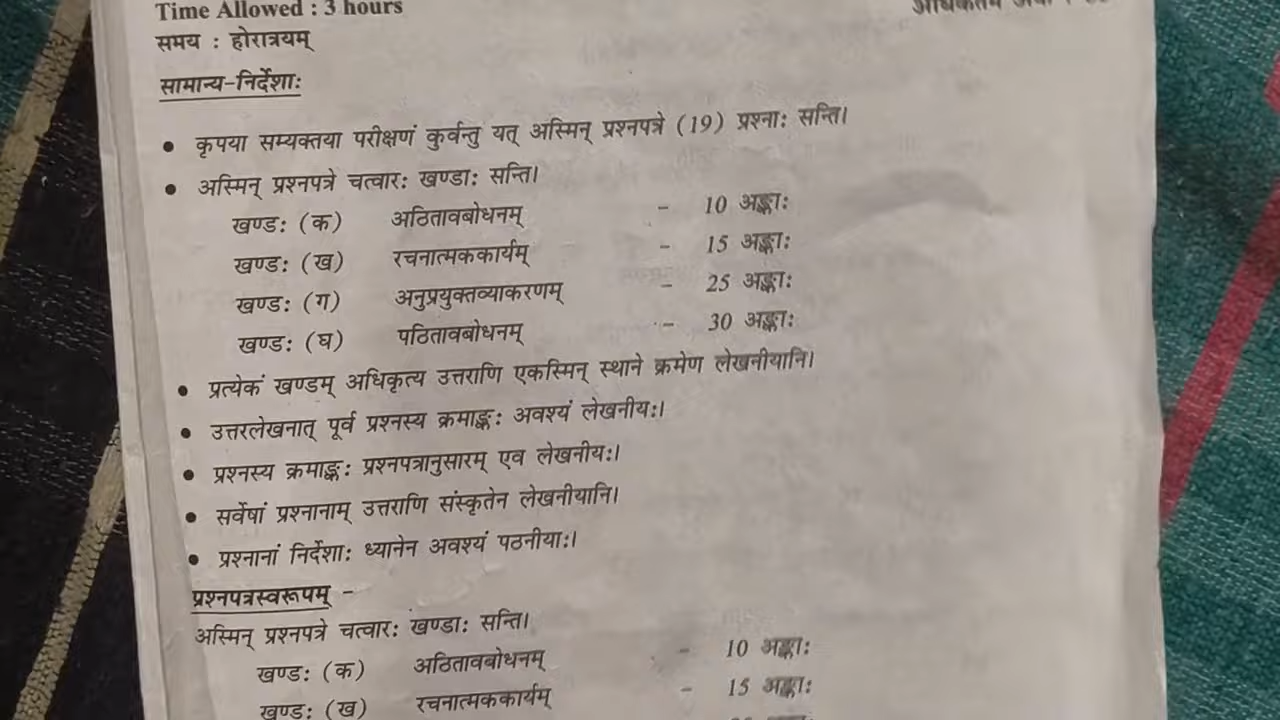 Time Allowed : 3 hours
समय : होरात्रयम्
सामान्य-निर्देशाः
• कृपया सम्यक्तया परीक्षणं कुर्वन्तु यत् अस्मिन् प्रश्नपत्रे (19) प्रश्नाः सन्ति।
• अस्मिन् प्रश्नपत्रे चत्वारः खण्डाः सन्ति।
खण्डः (क) अठितावबोधनम् - 10 अङ्काः
खण्डः (ख) रचनात्मककार्यम् - 15 अङ्काः
खण्डः (ग) अनुप्रयुक्तव्याकरणम् - 25 अङ्काः
खण्डः (घ) पठितावबोधनम् - 30 अङ्काः
• प्रत्येकं खण्डम् अधिकृत्य उत्तराणि एकस्मिन् स्थाने क्रमेण लेखनीयानि।
• उत्तरलेखनात् पूर्व प्रश्नस्य क्रमाङ्कः अवश्यं लेखनीयः।
• प्रश्नस्य क्रमाङ्कः प्रश्नपत्रानुसारम् एव लेखनीयः।
• सर्वेषां प्रश्नानाम् उत्तराणि संस्कृतेन लेखनीयानि।
• प्रश्नानां निर्देशाः ध्यानेन अवश्यं पठनीयाः।
प्रश्नपत्रस्वरूपम् -
अस्मिन् प्रश्नपत्रे चत्वारः खण्डाः सन्ति।
खण्डः (क) अठितावबोधनम् - 10 अङ्काः
खण्डः (ख) रचनात्मककार्यम् - 15 अङ्काः